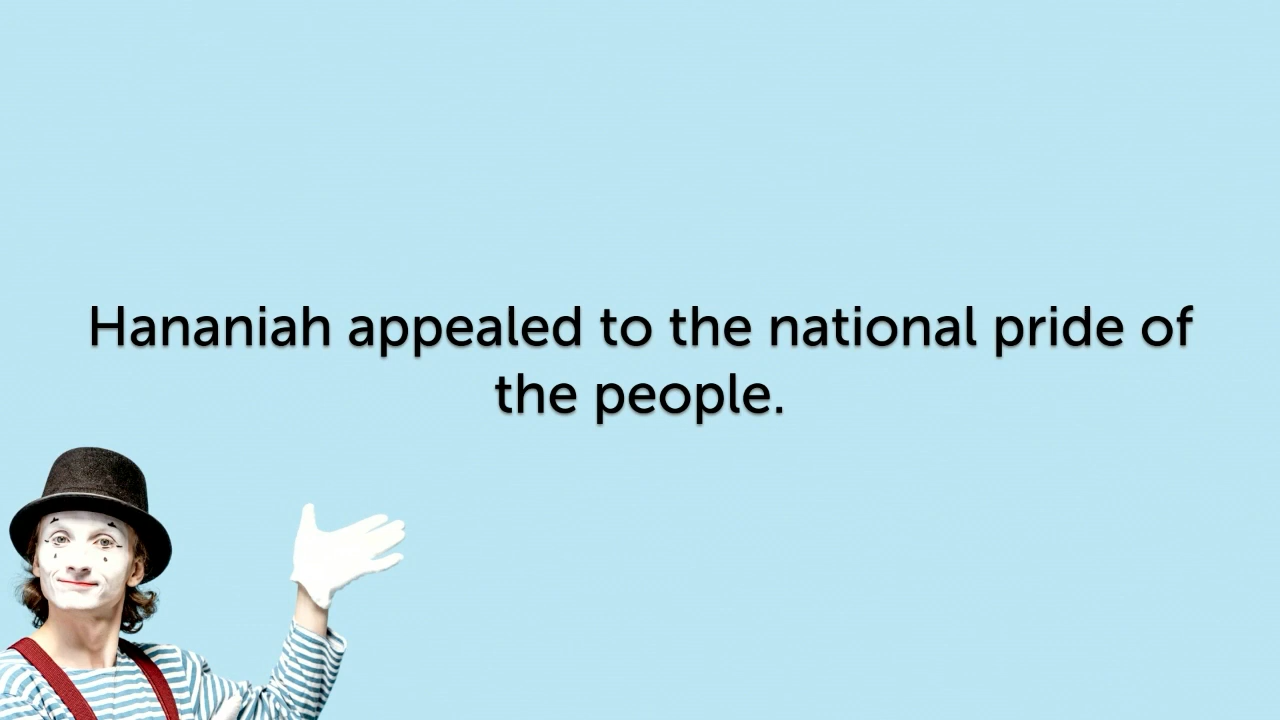 Hananiah appealed to the national pride of
the people.